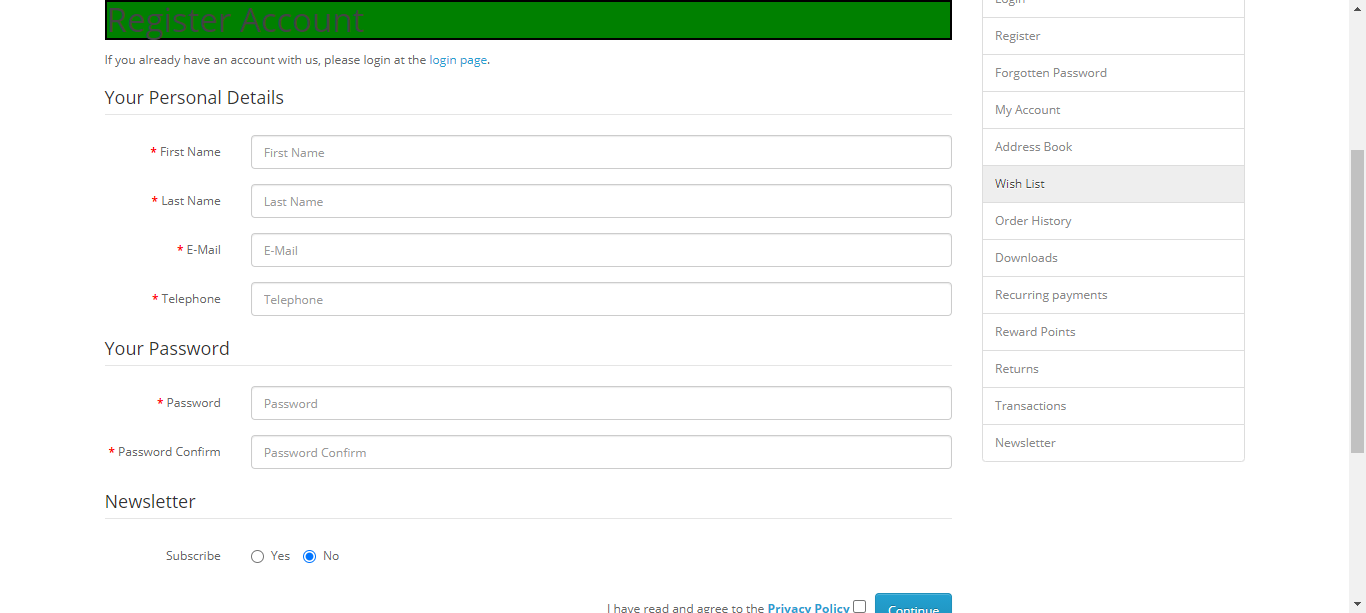 Register Account
If you already have an account with us, please login at the login page.
Your Personal Details
* First Name
First Name
* Last Name
Last Name
* E-Mail
E-Mail
* Telephone
Telephone
Your Password
* Password
Password
* Password Confirm
Password Confirm
Newsletter
Subscribe Yes No
I have read and agree to the Privacy Policy Continue
Login
Register
Forgotten Password
My Account
Address Book
Wish List
Order History
Downloads
Recurring payments
Reward Points
Returns
Transactions
Newsletter